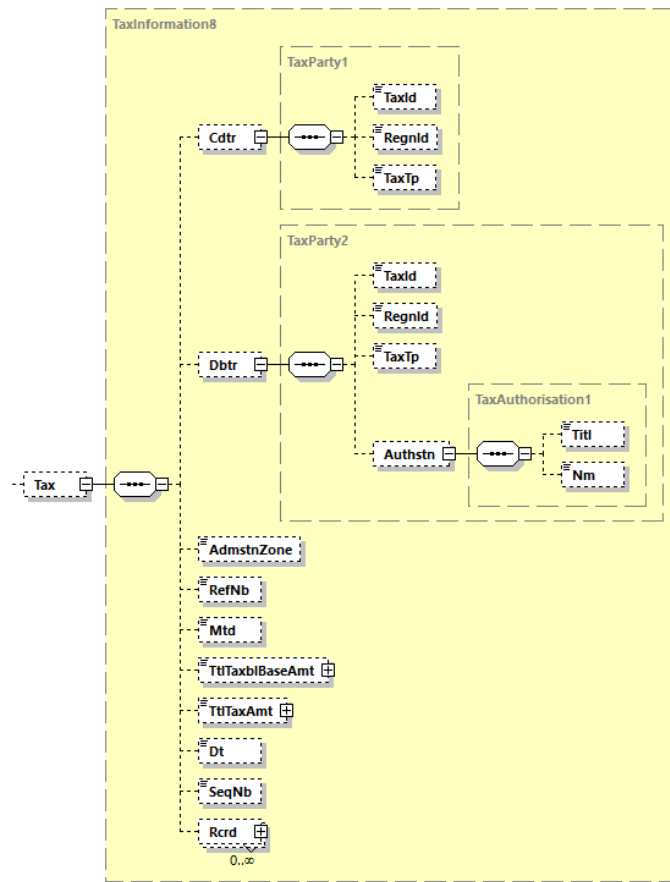 TaxInformation8
TaxParty1
TaxId
Cdtr
RegnId
TaxTp
TaxParty2
TaxId
RegnId
TaxTp
Dbtr
TaxAuthorisation1
Titl
Authstn
Nm
Tax
AdmstnZone
RefNb
Mtd
TtlTaxblBaseAmt
TtlTaxAmt
Dt
SeqNb
Rcrd
0..∞